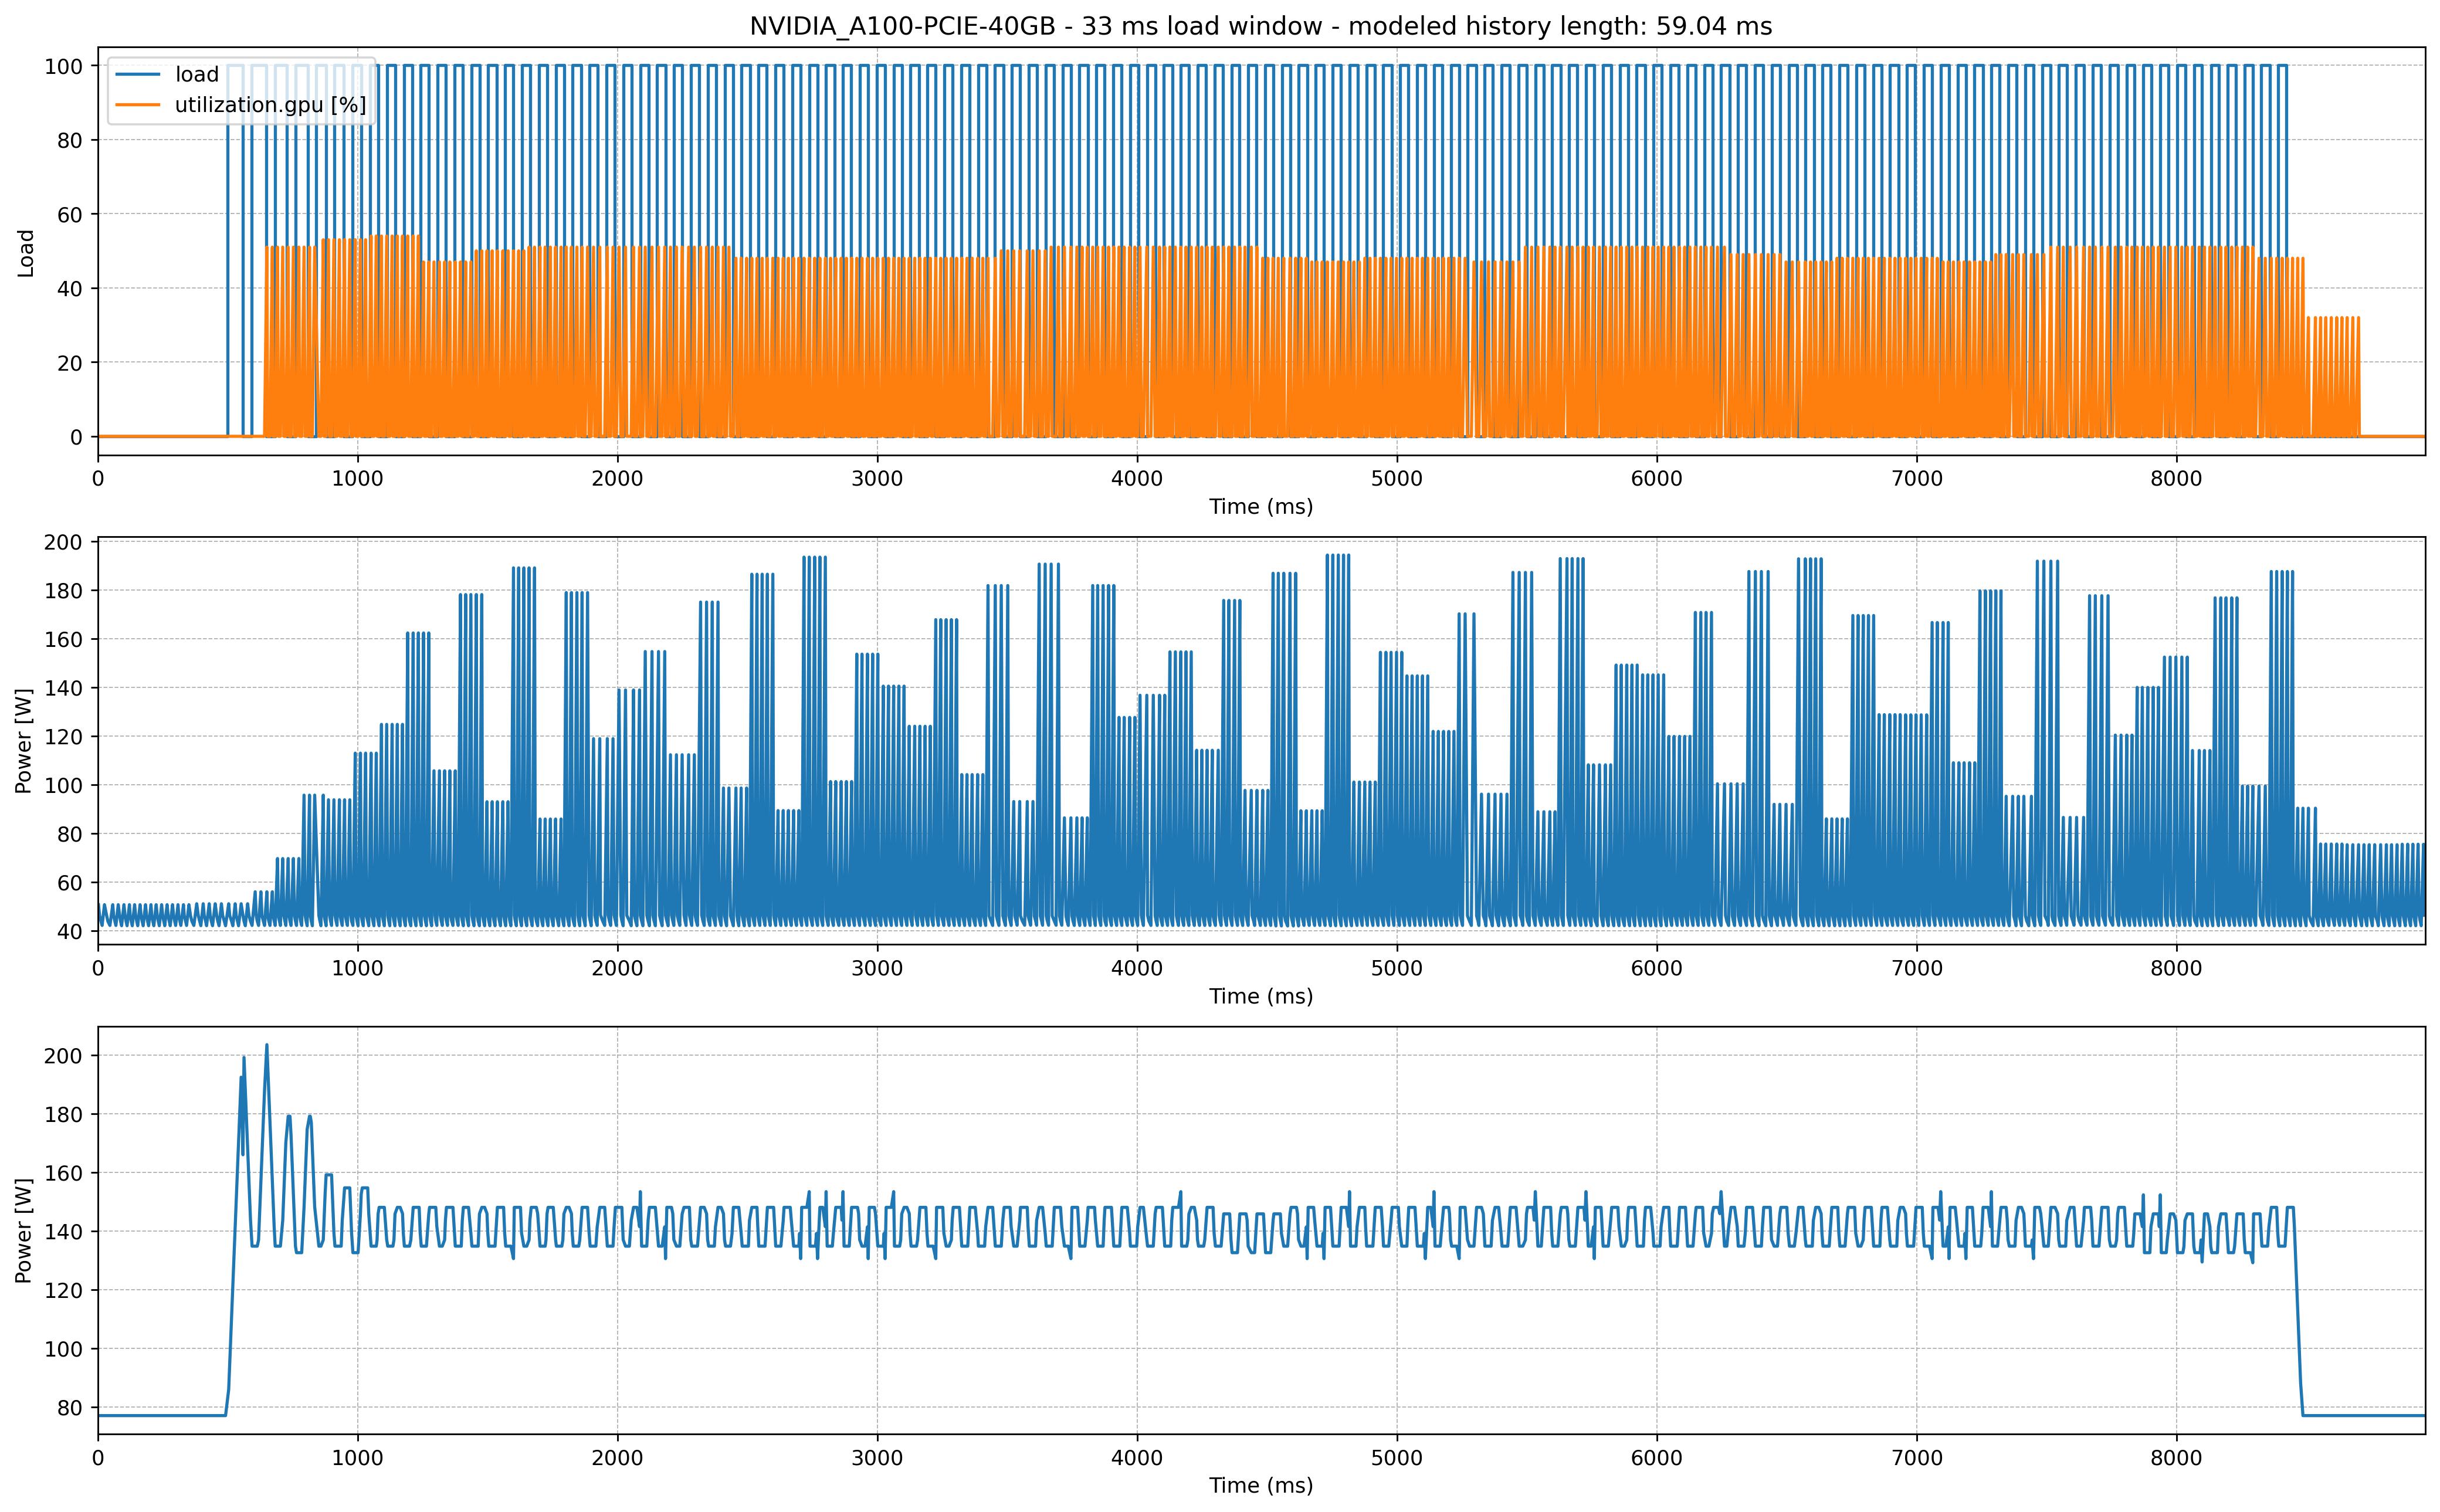 NVIDIA_A100-PCIE-40GB - 33 ms load window - modeled history length: 59.04 ms
load
utilization.gpu [%]
100
80
60
40
20
0
Load
0 1000 2000 3000 4000 5000 6000 7000 8000
Time (ms)
200
180
160
140
120
100
80
60
40
Power [W]
0 1000 2000 3000 4000 5000 6000 7000 8000
Time (ms)
200
180
160
140
120
100
80
Power [W]
0 1000 2000 3000 4000 5000 6000 7000 8000
Time (ms)